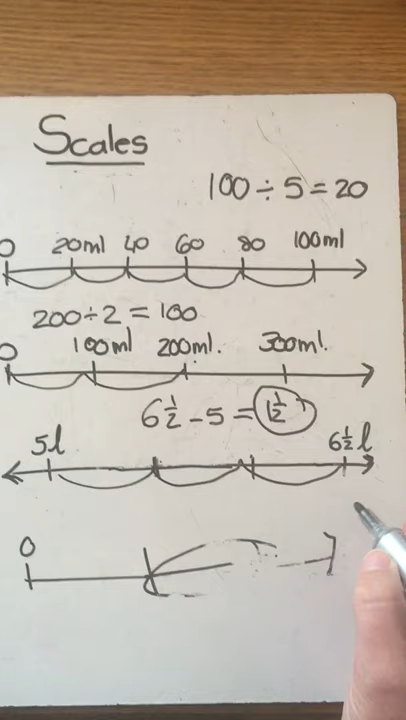 Scales
100 ÷ 5 = 20
0 20ml 40 60 80 100ml
200÷2 = 100
0 100ml 200ml. 300ml.
6½ - 5 = 1½
5l 6½ l
0